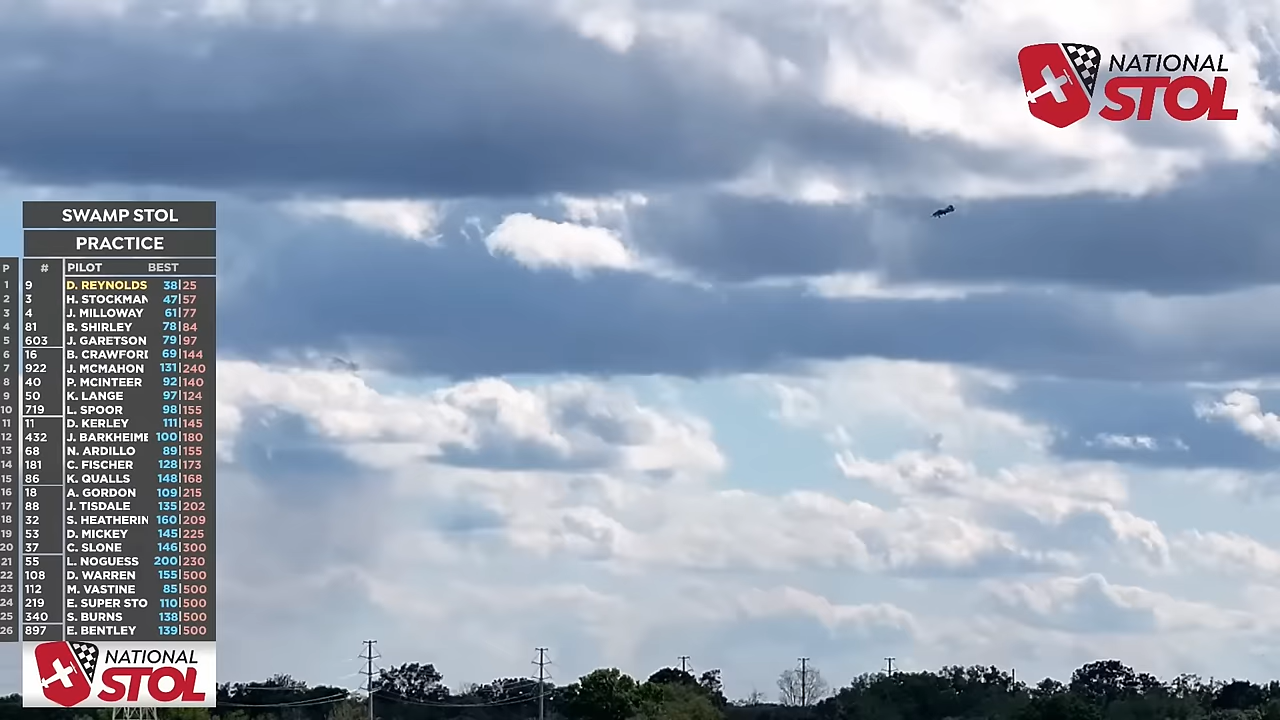 NATIONAL
STOL
SWAMP STOL
PRACTICE
P # PILOT BEST
1 9 D. REYNOLDS 38|25
2 3 H. STOCKMAN 47|57
3 4 J. MILLOWAY 61|77
4 81 B. SHIRLEY 78|84
5 603 J. GARETSON 79|97
6 16 B. CRAWFORD 69|144
7 922 J. MCMAHON 131|240
8 40 P. MCINTEER 92|140
9 50 K. LANGE 97|124
10 719 L. SPOOR 98|155
11 11 D. KERLEY 111|145
12 432 J. BARKHEIME 100|180
13 68 N. ARDILLO 89|155
14 181 C. FISCHER 128|173
15 86 K. QUALLS 148|168
16 18 A. GORDON 109|215
17 88 J. TISDALE 135|202
18 32 S. HEATHERIN 160|209
19 53 D. MICKEY 145|225
20 37 C. SLONE 146|300
21 55 L. NOGUESS 200|230
22 108 D. WARREN 155|500
23 112 M. VASTINE 85|500
24 219 E. SUPER STO 110|500
25 340 S. BURNS 138|500
26 897 E. BENTLEY 139|500
NATIONAL
STOL